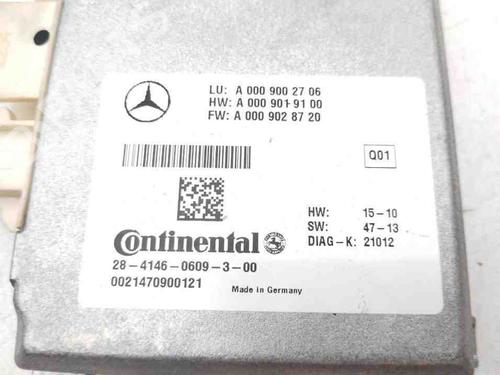 LU: A 000 900 27 06
HW: A 000 901 91 00
FW: A 000 902 87 20
Q01
HW: 15-10
SW: 47-13
DIAG-K: 21012
Continental
28-4146-0609-3-00
0021470900121
Made in Germany